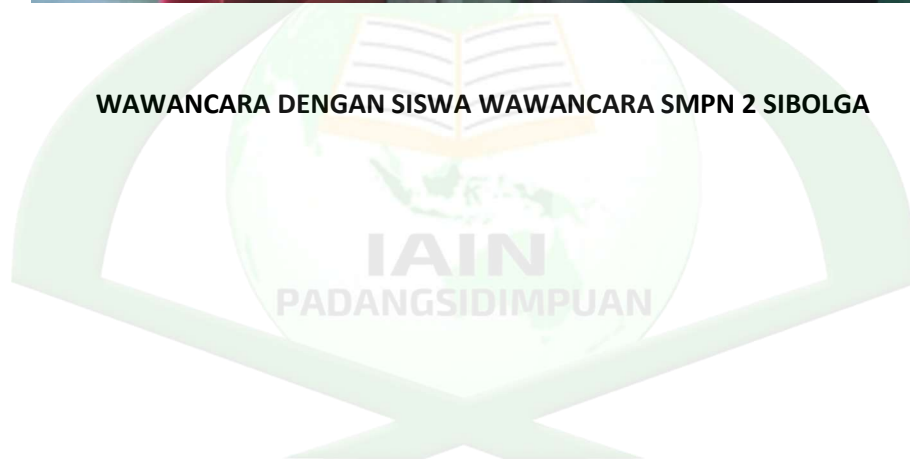 WAWANCARA DENGAN SISWA WAWANCARA SMPN 2 SIBOLGA
IAIN
PADANGSIDIMPUAN